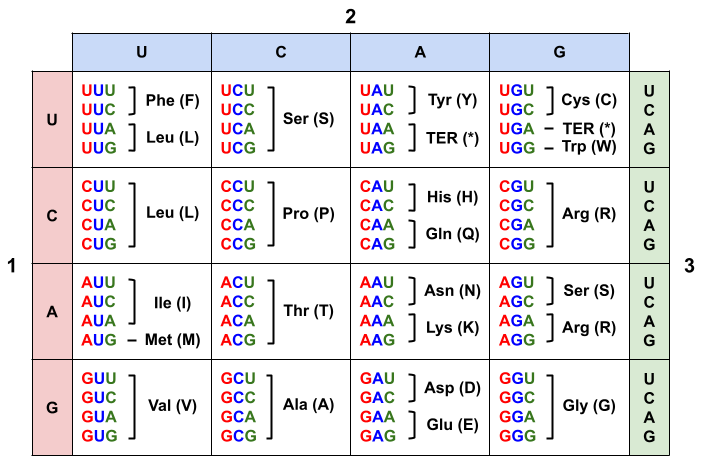 2
U C A G
U
UUU
UUC
Phe (F)
UUA
UUG
Leu (L)
UCU
UCC
UCA
UCG
Ser (S)
UAU
UAC
Tyr (Y)
UAA
UAG
TER (*)
UGU
UGC
Cys (C)
UGA – TER (*)
UGG – Trp (W)
U
C
A
G
1
C
CUU
CUC
CUA
CUG
Leu (L)
CCU
CCC
CCA
CCG
Pro (P)
CAU
CAC
His (H)
CAA
CAG
Gln (Q)
CGU
CGC
CGA
CGG
Arg (R)
U
C
A
G
3
A
AUU
AUC
AUA
Ile (I)
AUG – Met (M)
ACU
ACC
ACA
ACG
Thr (T)
AAU
AAC
Asn (N)
AAA
AAG
Lys (K)
AGU
AGC
Ser (S)
AGA
AGG
Arg (R)
U
C
A
G
G
GUU
GUC
GUA
GUG
Val (V)
GCU
GCC
GCA
GCG
Ala (A)
GAU
GAC
Asp (D)
GAA
GAG
Glu (E)
GGU
GGC
GGA
GGG
Gly (G)
U
C
A
G